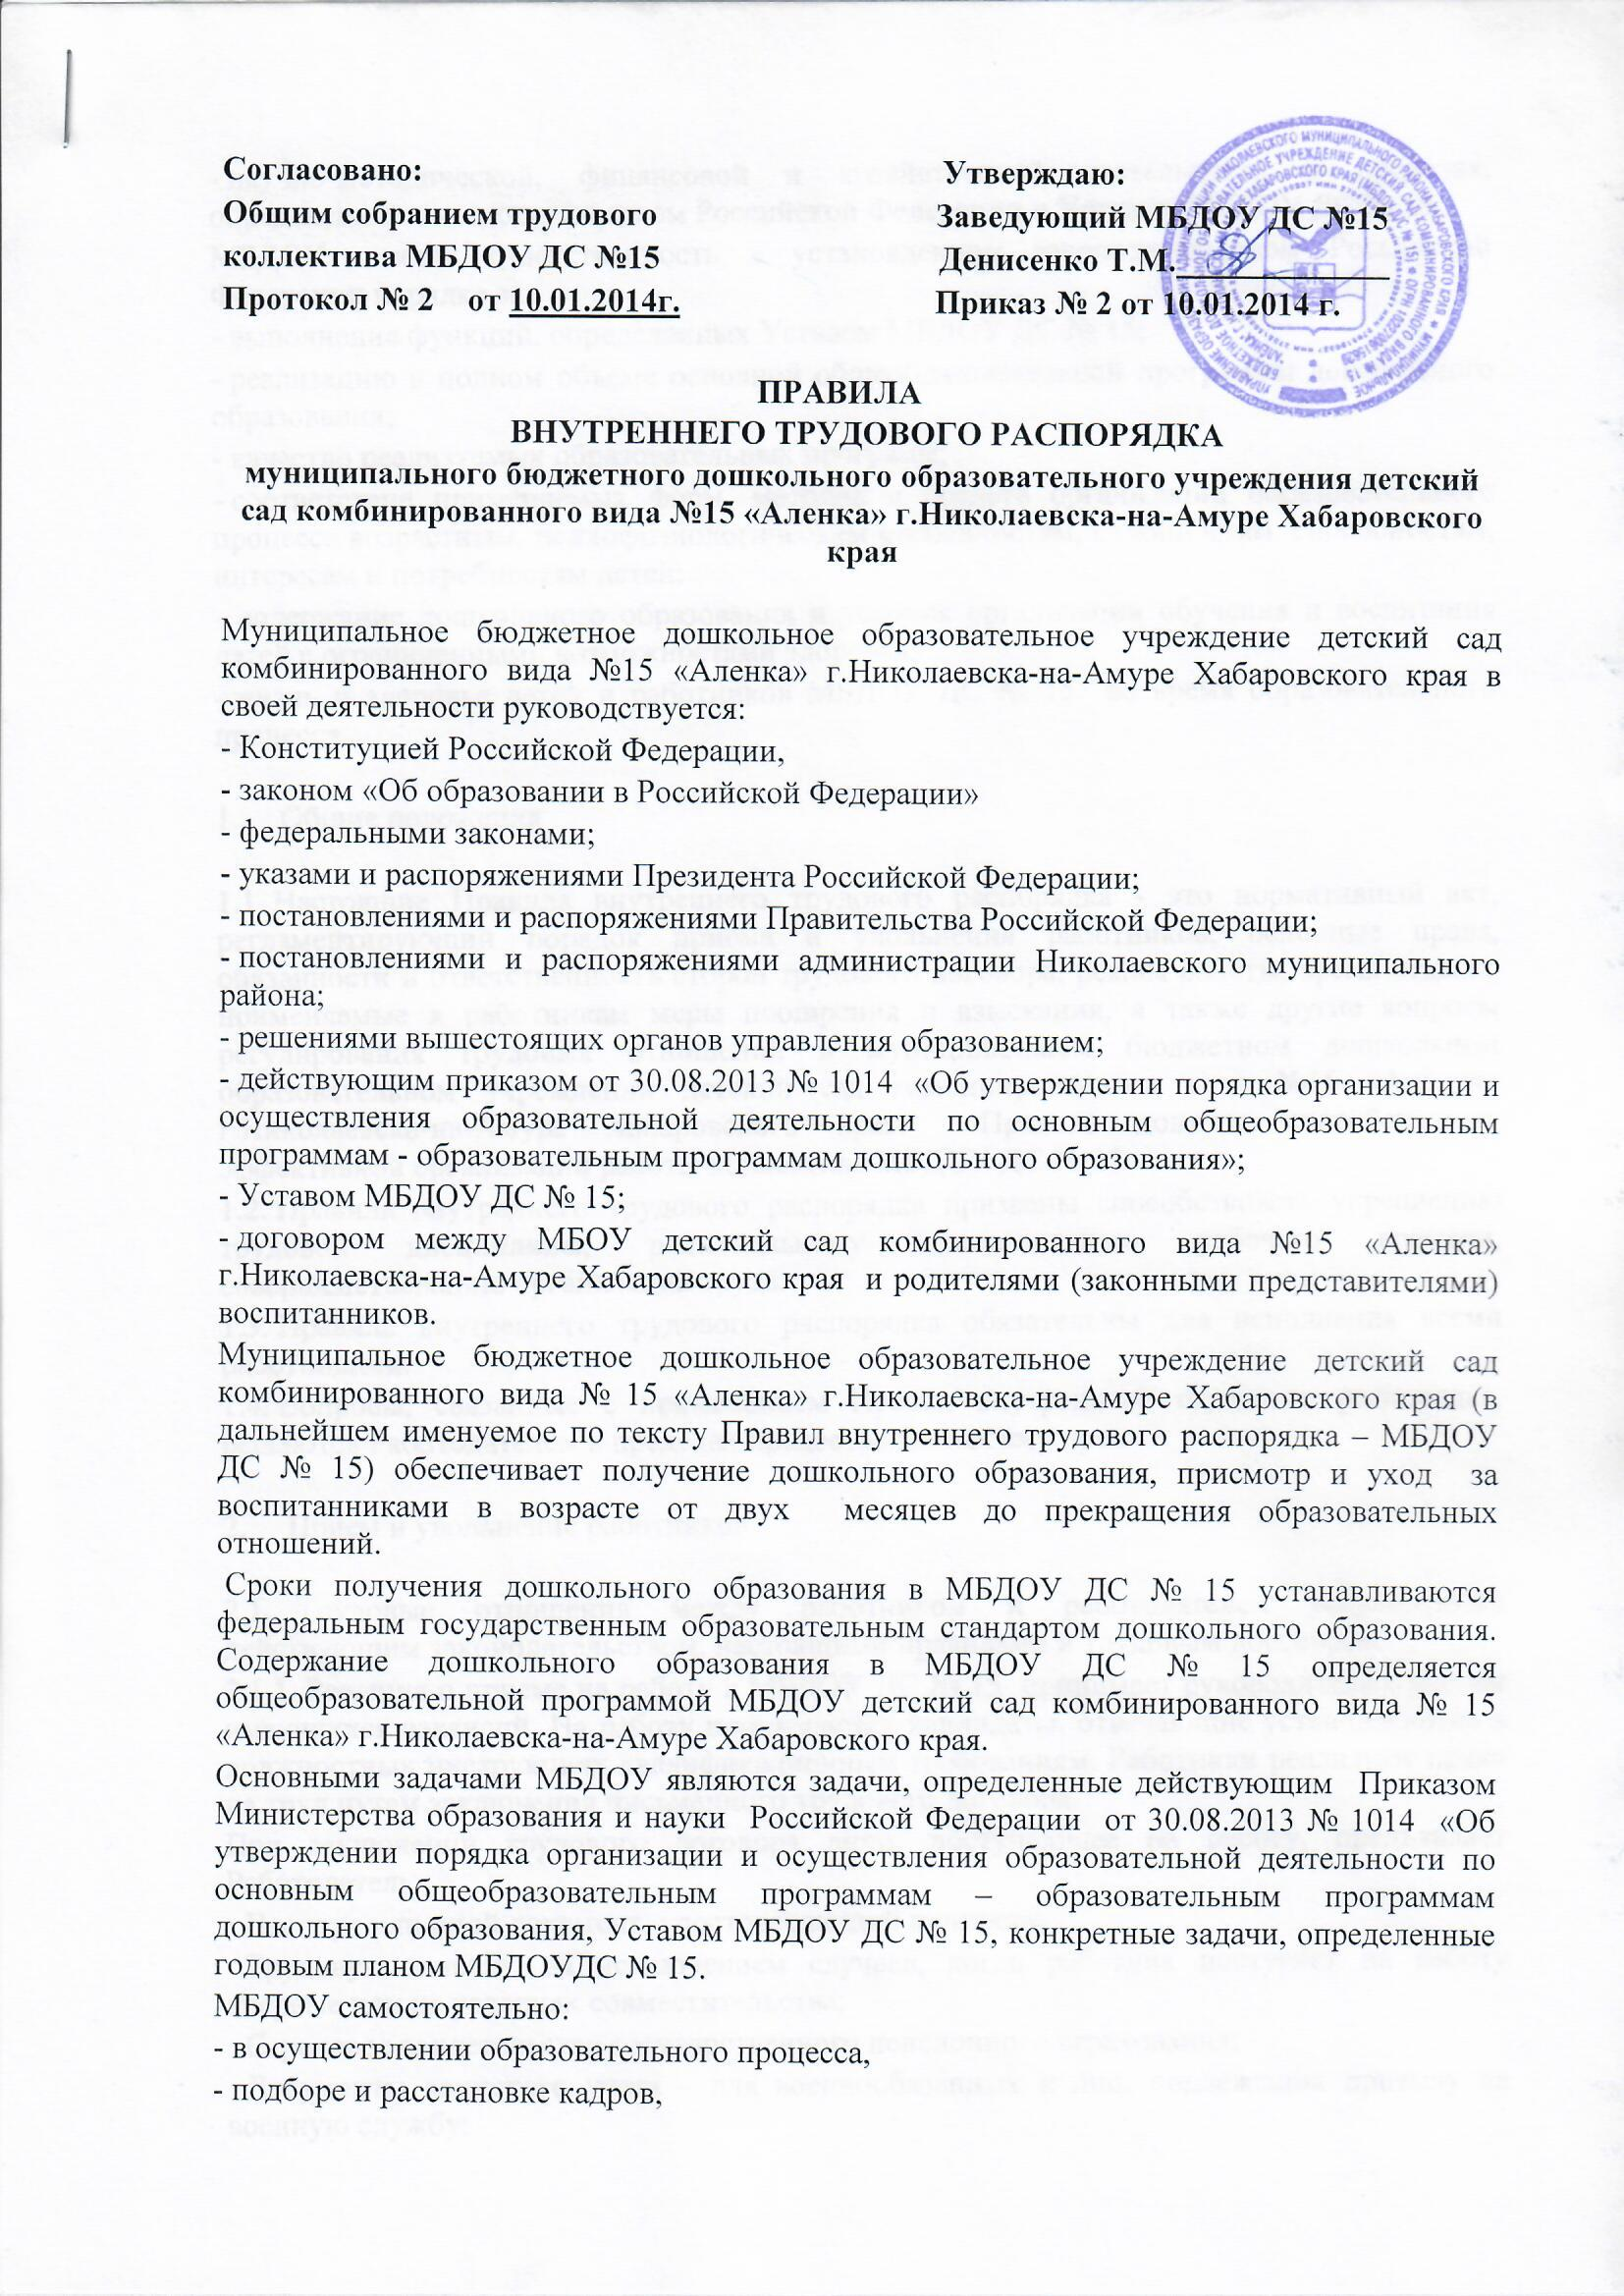 Согласовано:
Общим собранием трудового
коллектива МБДОУ ДС №15
Протокол № 2 от 10.01.2014г.
Утверждаю:
Заведующий МБДОУ ДС №15
Денисенко Т.М.
Приказ № 2 от 10.01.2014 г.
ПРАВИЛА
ВНУТРЕННЕГО ТРУДОВОГО РАСПОРЯДКА
муниципального бюджетного дошкольного образовательного учреждения детский
сад комбинированного вида №15 «Аленка» г.Николаевска-на-Амуре Хабаровского
края
Муниципальное бюджетное дошкольное образовательное учреждение детский сад
комбинированного вида №15 «Аленка» г.Николаевска-на-Амуре Хабаровского края в
своей деятельности руководствуется:
- Конституцией Российской Федерации,
- законом «Об образовании в Российской Федерации»
- федеральными законами;
- указами и распоряжениями Президента Российской Федерации;
- постановлениями и распоряжениями Правительства Российской Федерации;
- постановлениями и распоряжениями администрации Николаевского муниципального
района;
- решениями вышестоящих органов управления образованием;
- действующим приказом от 30.08.2013 № 1014 «Об утверждении порядка организации и
осуществления образовательной деятельности по основным общеобразовательным
программам - образовательным программам дошкольного образования»;
- Уставом МБДОУ ДС № 15;
- договором между МБОУ детский сад комбинированного вида №15 «Аленка»
г.Николаевска-на-Амуре Хабаровского края и родителями (законными представителями)
воспитанников.
Муниципальное бюджетное дошкольное образовательное учреждение детский сад
комбинированного вида № 15 «Аленка» г.Николаевска-на-Амуре Хабаровского края (в
дальнейшем именуемое по тексту Правил внутреннего трудового распорядка – МБДОУ
ДС № 15) обеспечивает получение дошкольного образования, присмотр и уход за
воспитанниками в возрасте от двух месяцев до прекращения образовательных
отношений.
Сроки получения дошкольного образования в МБДОУ ДС № 15 устанавливаются
федеральным государственным образовательным стандартом дошкольного образования.
Содержание дошкольного образования в МБДОУ ДС № 15 определяется
общеобразовательной программой МБДОУ детский сад комбинированного вида № 15
«Аленка» г.Николаевска-на-Амуре Хабаровского края.
Основными задачами МБДОУ являются задачи, определенные действующим Приказом
Министерства образования и науки Российской Федерации от 30.08.2013 № 1014 «Об
утверждении порядка организации и осуществления образовательной деятельности по
основным общеобразовательным программам – образовательным программам
дошкольного образования, Уставом МБДОУ ДС № 15, конкретные задачи, определенные
годовым планом МБДОУДС № 15.
МБДОУ самостоятельно:
- в осуществлении образовательного процесса,
- подборе и расстановке кадров,